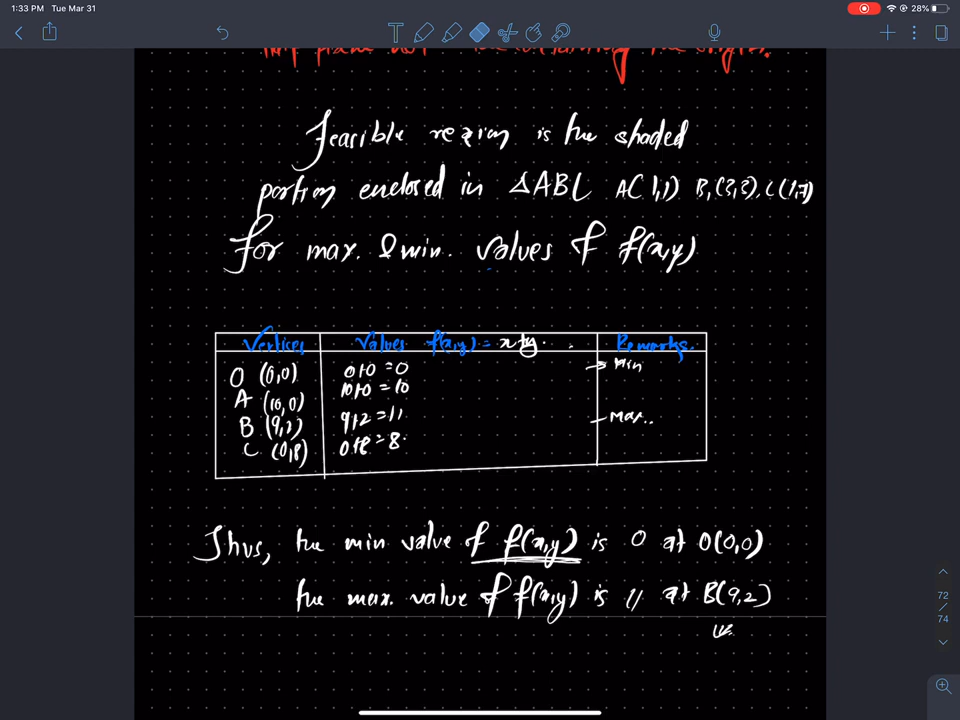 1:33 PM Tue Mar 31
28%
Feasible region is the shaded
portion enclosed in △ABC A(1,1) B,(3,3), C(1,7)
for max. & min. values of f(x,y)
Vertices Values f(x,y) = x+y. Remarks.
O (0,0) 0+0 = 0 → Min
A (10,0) 10+0 = 10
B (9,2) 9+2 = 11 Max..
C (0,8) 0+8 = 8
Thus, the min value of f(x,y) is 0 at O(0,0)
the max. value of f(x,y) is 11 at B(9,2)
72
/
74